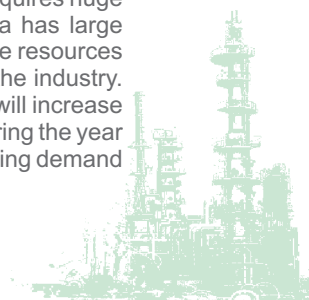 quires huge
a has large
e resources
he industry.
will increase
ring the year
ing demand